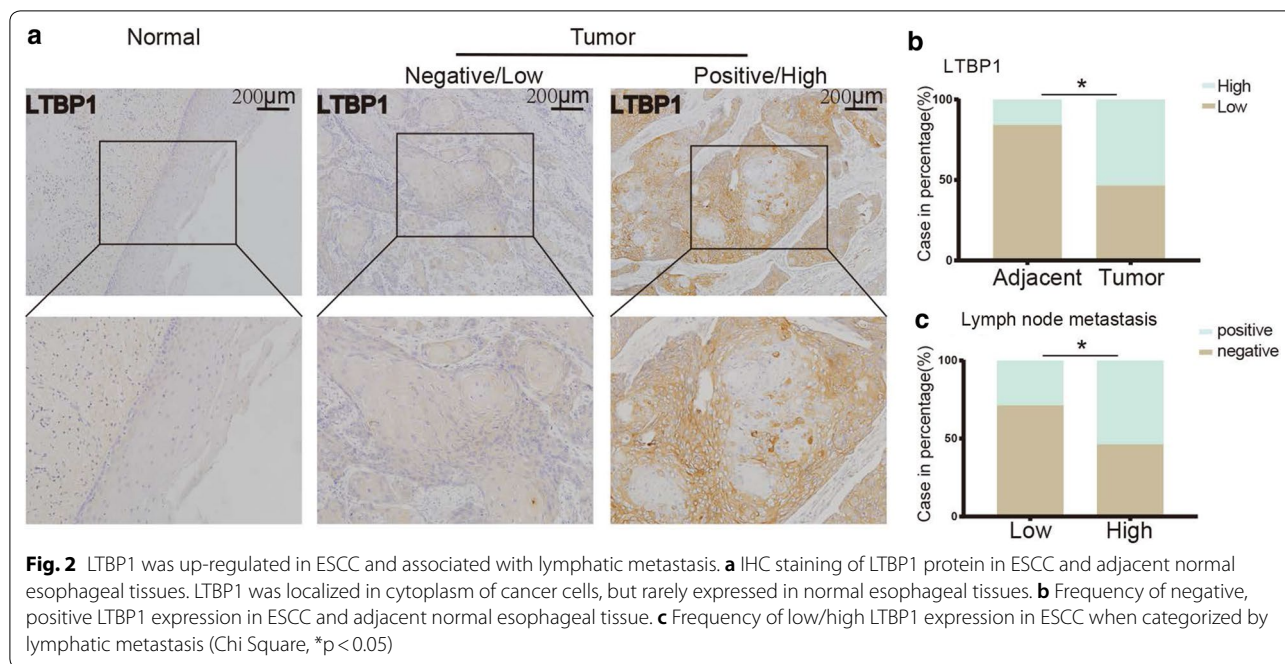 a
Normal
Tumor
Negative/Low
Positive/High
LTBP1
200μm
LTBP1
200μm
LTBP1
200μm
b
LTBP1
High
Low
*
Case in percentage(%)
100
50
0
Adjacent
Tumor
c
Lymph node metastasis
positive
negative
*
Case in percentage(%)
100
50
0
Low
High
Fig. 2 LTBP1 was up-regulated in ESCC and associated with lymphatic metastasis. a IHC staining of LTBP1 protein in ESCC and adjacent normal
esophageal tissues. LTBP1 was localized in cytoplasm of cancer cells, but rarely expressed in normal esophageal tissues. b Frequency of negative,
positive LTBP1 expression in ESCC and adjacent normal esophageal tissue. c Frequency of low/high LTBP1 expression in ESCC when categorized by
lymphatic metastasis (Chi Square, *p < 0.05)